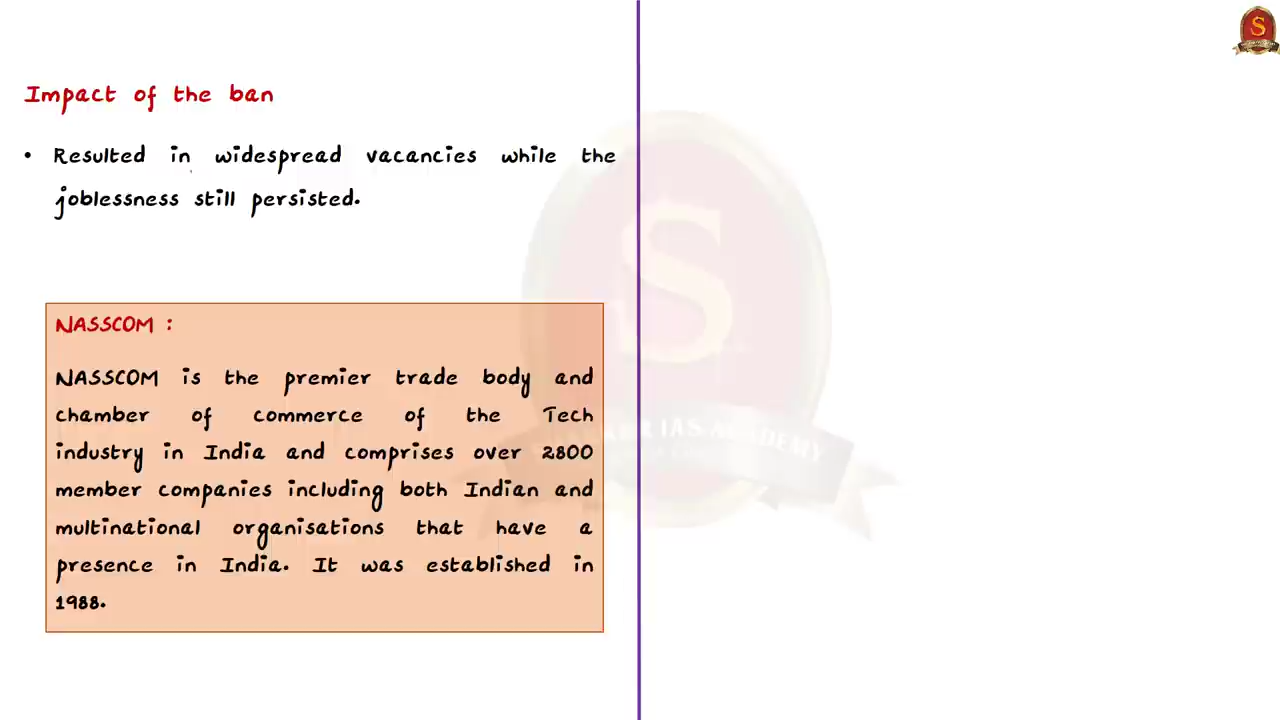 Impact of the ban
• Resulted in widespread vacancies while the
joblessness still persisted.
NASSCOM :
NASSCOM is the premier trade body and
chamber of commerce of the Tech
industry in India and comprises over 2800
member companies including both Indian and
multinational organisations that have a
presence in India. It was established in
1988.
S
IAS ACADEMY
S